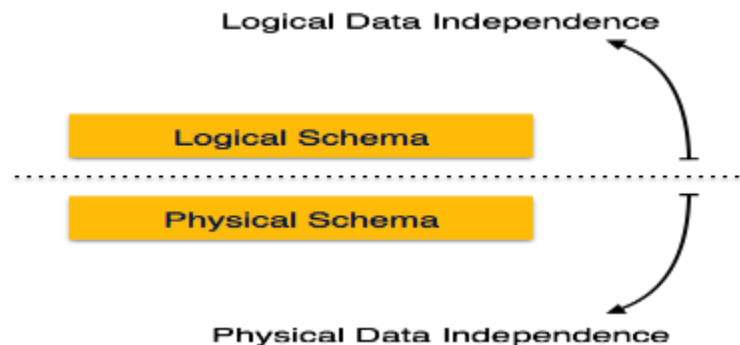 Logical Data Independence
Logical Schema
Physical Schema
Physical Data Independence